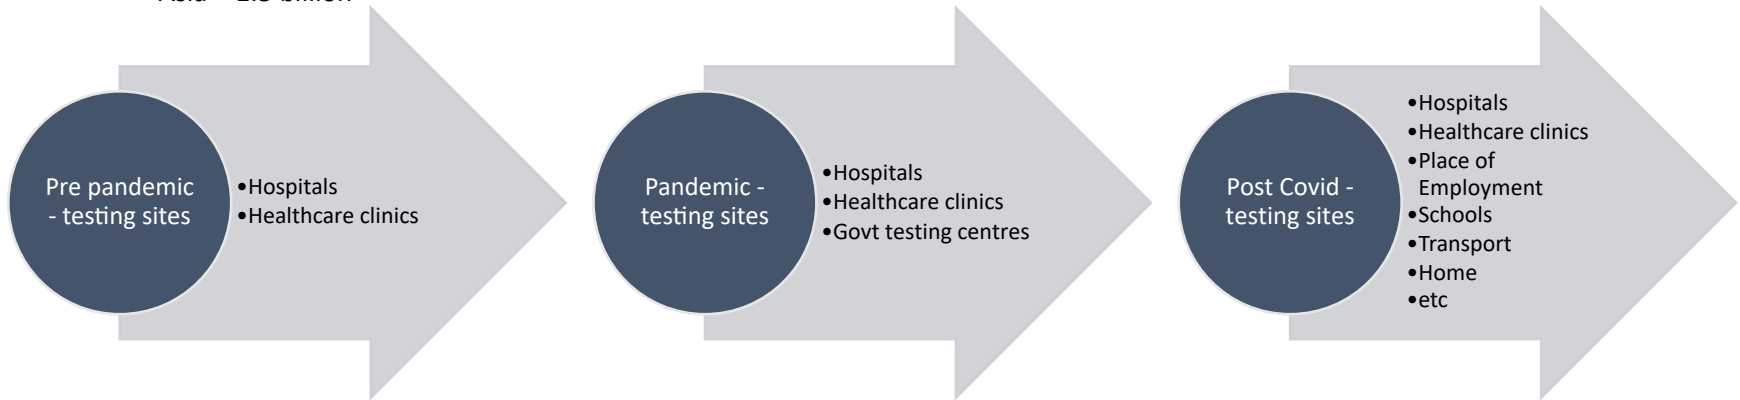 Pre pandemic
- testing sites
•Hospitals
•Healthcare clinics
Pandemic -
testing sites
•Hospitals
•Healthcare clinics
•Govt testing centres
Post Covid -
testing sites
•Hospitals
•Healthcare clinics
•Place of
Employment
•Schools
•Transport
•Home
•etc